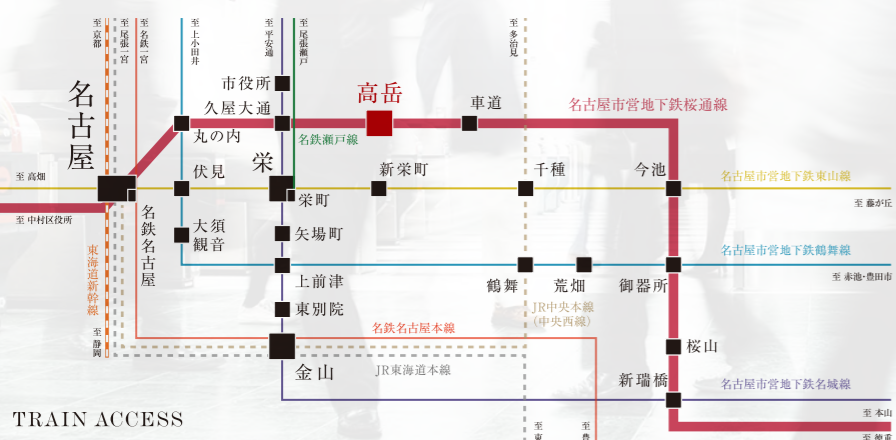 至 京都
至 尾張一宮
至 名鉄一宮
至 上小田井
至 平安通
至 尾張瀬戸
至 多治見
市役所
高岳
名古屋
久屋大通
車道
名古屋市営地下鉄桜通線
丸の内
名鉄瀬戸線
栄
伏見
新栄町
千種
今池
至 高畑
名古屋市営地下鉄東山線
栄町
至 藤が丘
至 中村区役所
名鉄名古屋
大須
観音
矢場町
東海道新幹線
名古屋市営地下鉄鶴舞線
上前津
鶴舞
荒畑
御器所
至 赤池・豊田市
東別院
JR中央本線
(中央西線)
名鉄名古屋本線
至 静岡
桜山
金山
JR東海道本線
新瑞橋
名古屋市営地下鉄名城線
TRAIN ACCESS
至 本山